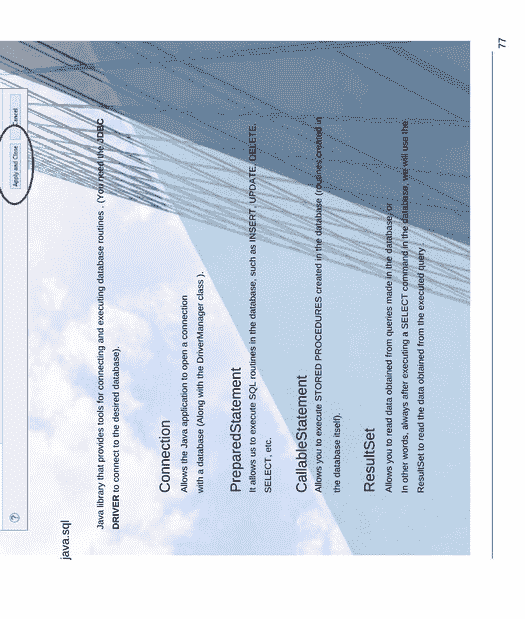 Apply and Close
Cancel
java.sql
Java library that provides tools for connecting and executing database routines . (You need the JDBC
DRIVER to connect to the desired database).
Connection
Allows the Java application to open a connection
with a database (Along with the DriverManager class ).
PreparedStatement
It allows us to execute SQL routines in the database, such as INSERT , UPDATE, DELETE,
SELECT, etc.
CallableStatement
Allows you to execute STORED PROCEDURES created in the database (routines created in
the database itself).
ResultSet
Allows you to read data obtained from queries made in the database, or
In other words, always after executing a SELECT command in the database, we will use the
ResultSet to read the data obtained from the executed query .
77